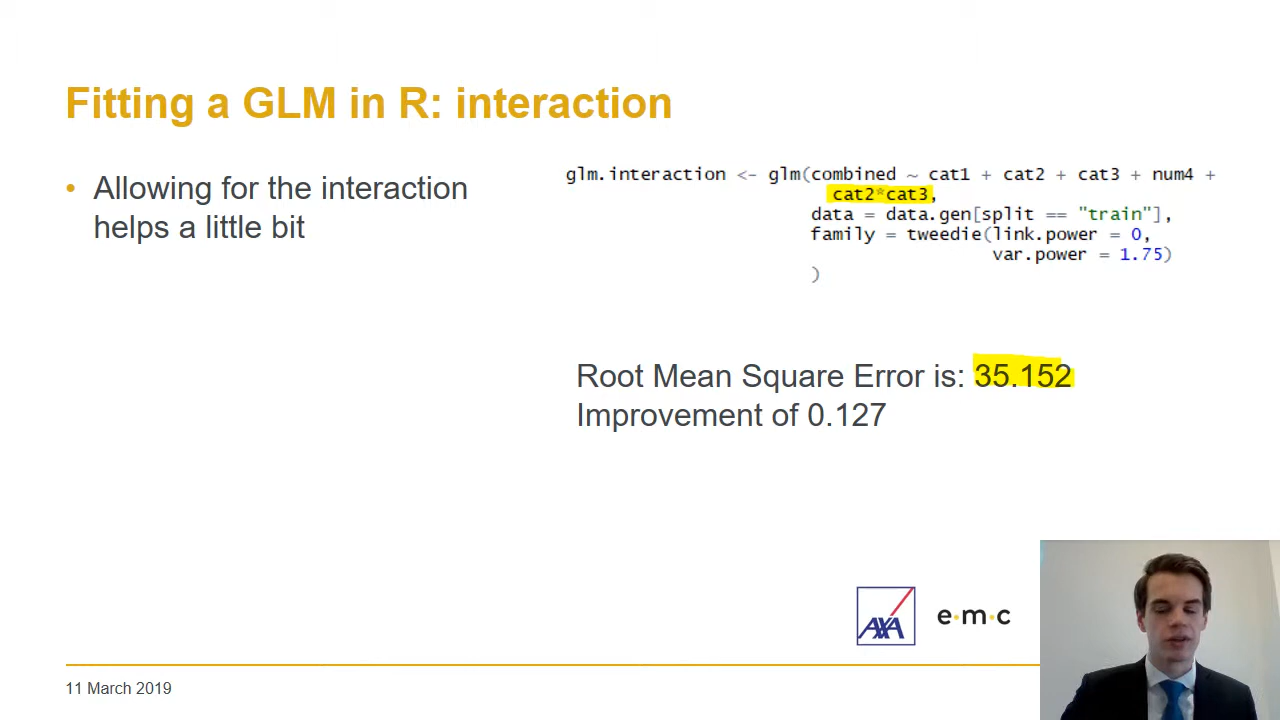 Fitting a GLM in R: interaction
• Allowing for the interaction
helps a little bit
glm.interaction <- glm(combined ~ cat1 + cat2 + cat3 + num4 +
cat2*cat3,
data = data.gen[split == "train"],
family = tweedie(link.power = 0,
var.power = 1.75)
)
Root Mean Square Error is: 35.152
Improvement of 0.127
AXA
e·m·c
11 March 2019